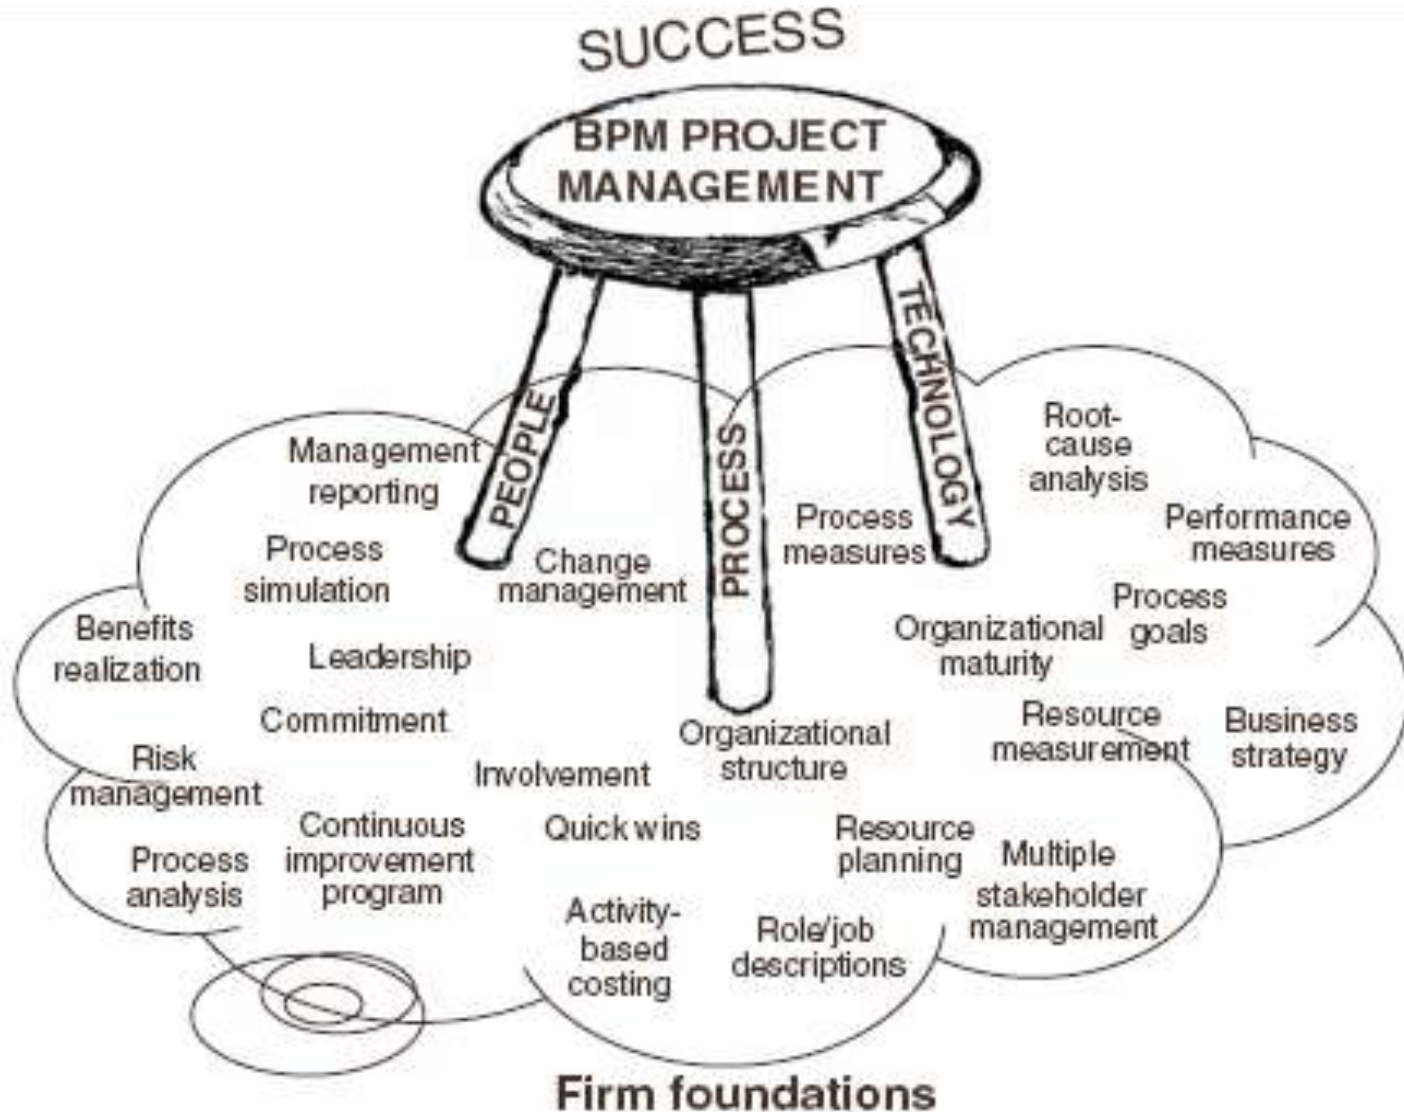 SUCCESS
BPM PROJECT
MANAGEMENT
PEOPLE
PROCESS
TECHNOLOGY
Management
reporting
Root-
cause
analysis
Process
measures
Performance
measures
Process
simulation
Change
management
Process
goals
Benefits
realization
Leadership
Organizational
maturity
Commitment
Organizational
structure
Resource
measurement
Business
strategy
Risk
management
Involvement
Continuous
improvement
program
Quick wins
Resource
planning
Process
analysis
Multiple
stakeholder
management
Activity-
based
costing
Role/job
descriptions
Firm foundations